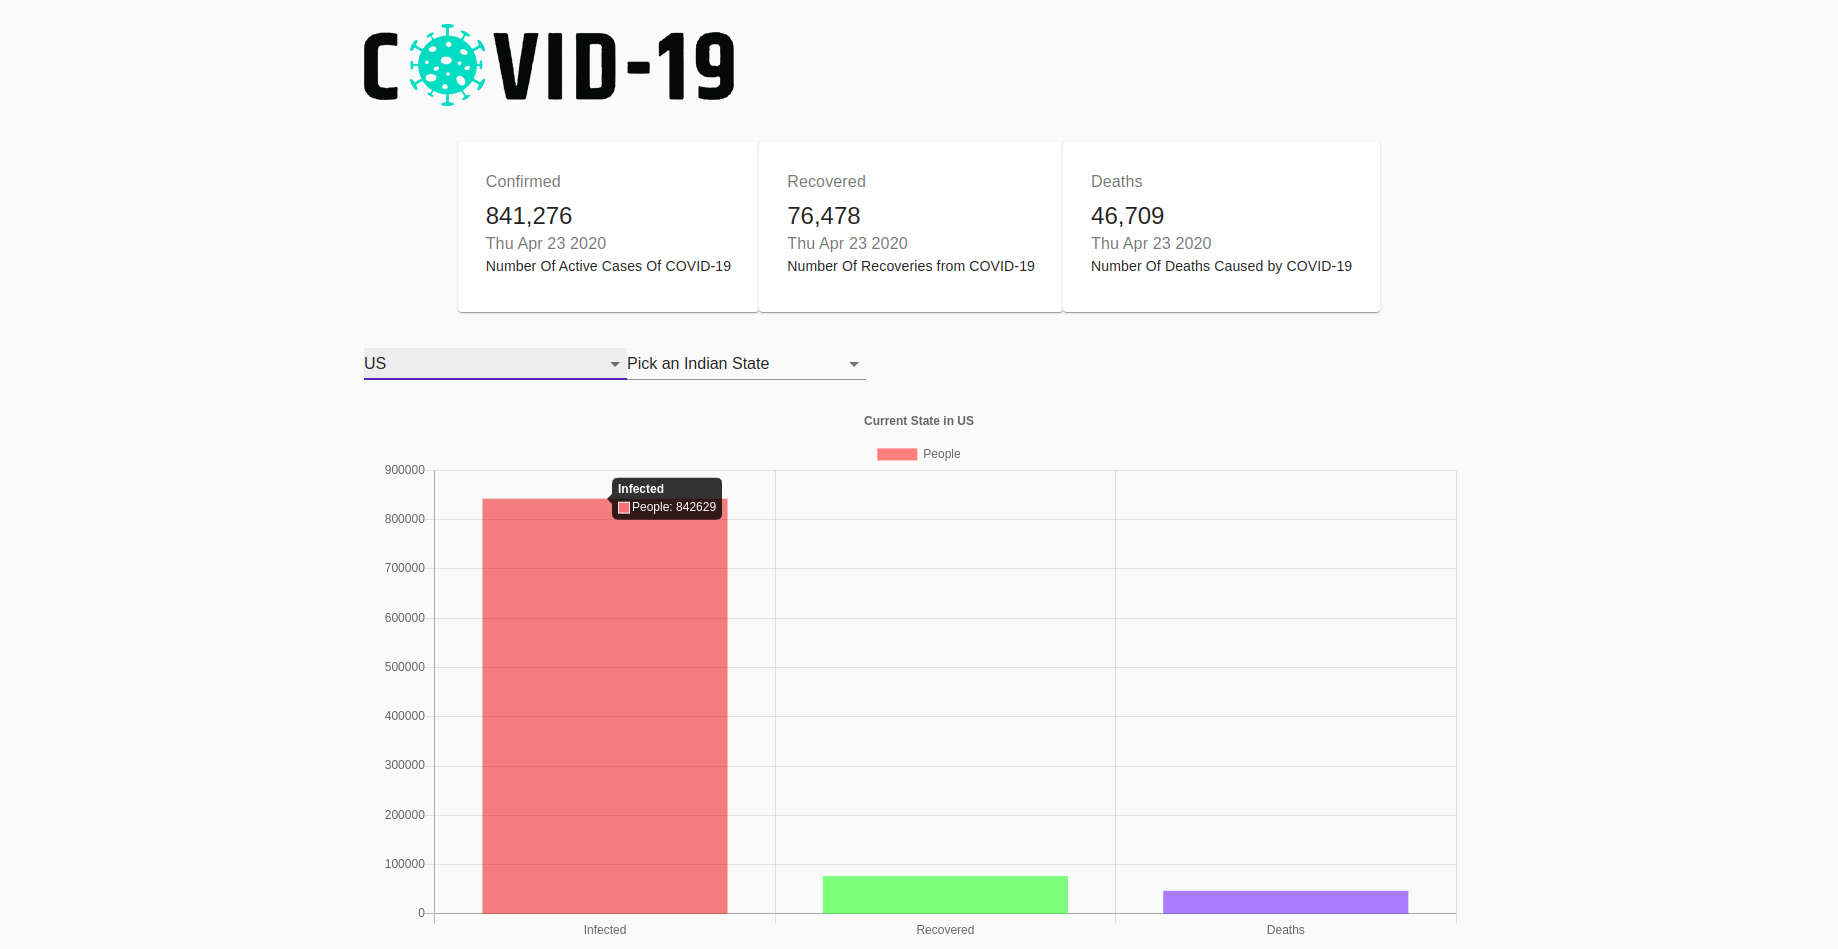 COVID-19
Confirmed
841,276
Thu Apr 23 2020
Number Of Active Cases Of COVID-19
Recovered
76,478
Thu Apr 23 2020
Number Of Recoveries from COVID-19
Deaths
46,709
Thu Apr 23 2020
Number Of Deaths Caused by COVID-19
US
Pick an Indian State
Current State in US
People
900000
800000
700000
600000
500000
400000
300000
200000
100000
0
Infected
People: 842629
Infected
Recovered
Deaths